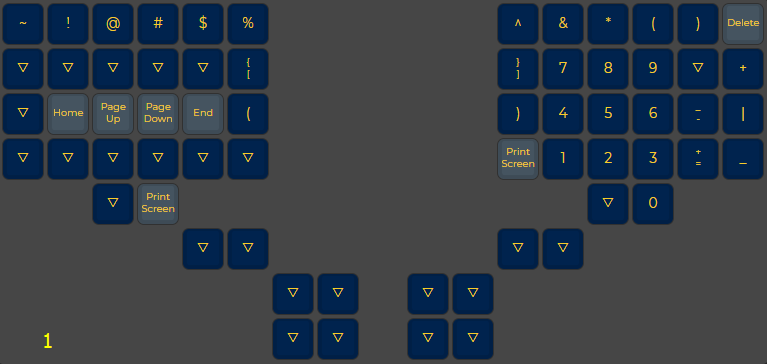 ~ ! @ # $ % ^ & * ( ) Delete
▽ ▽ ▽ ▽ ▽ { [ } ] 7 8 9 ▽ +
▽ Home Page Up Page Down End ( ) 4 5 6 _ - |
▽ ▽ ▽ ▽ ▽ ▽ Print Screen 1 2 3 + = _
▽ Print Screen ▽ 0
▽ ▽ ▽ ▽
▽ ▽ ▽ ▽
1 ▽ ▽ ▽ ▽